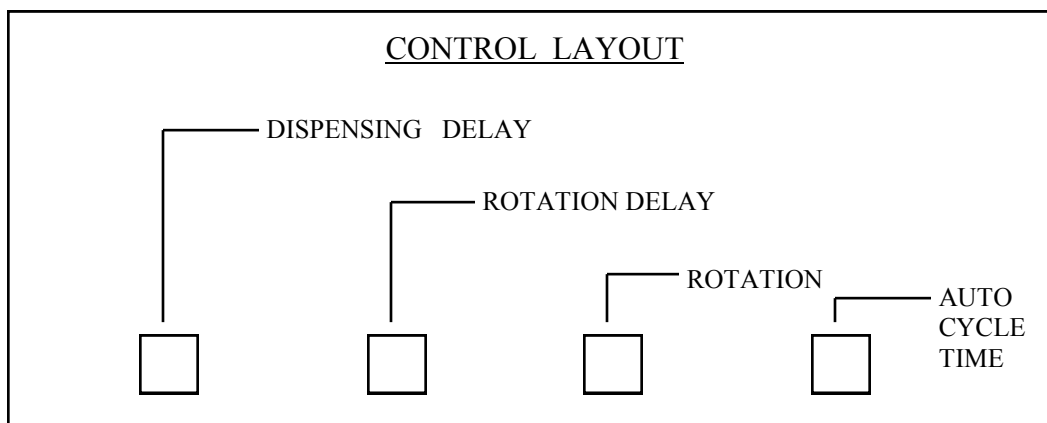 CONTROL LAYOUT
DISPENSING DELAY
ROTATION DELAY
ROTATION
AUTO
CYCLE
TIME